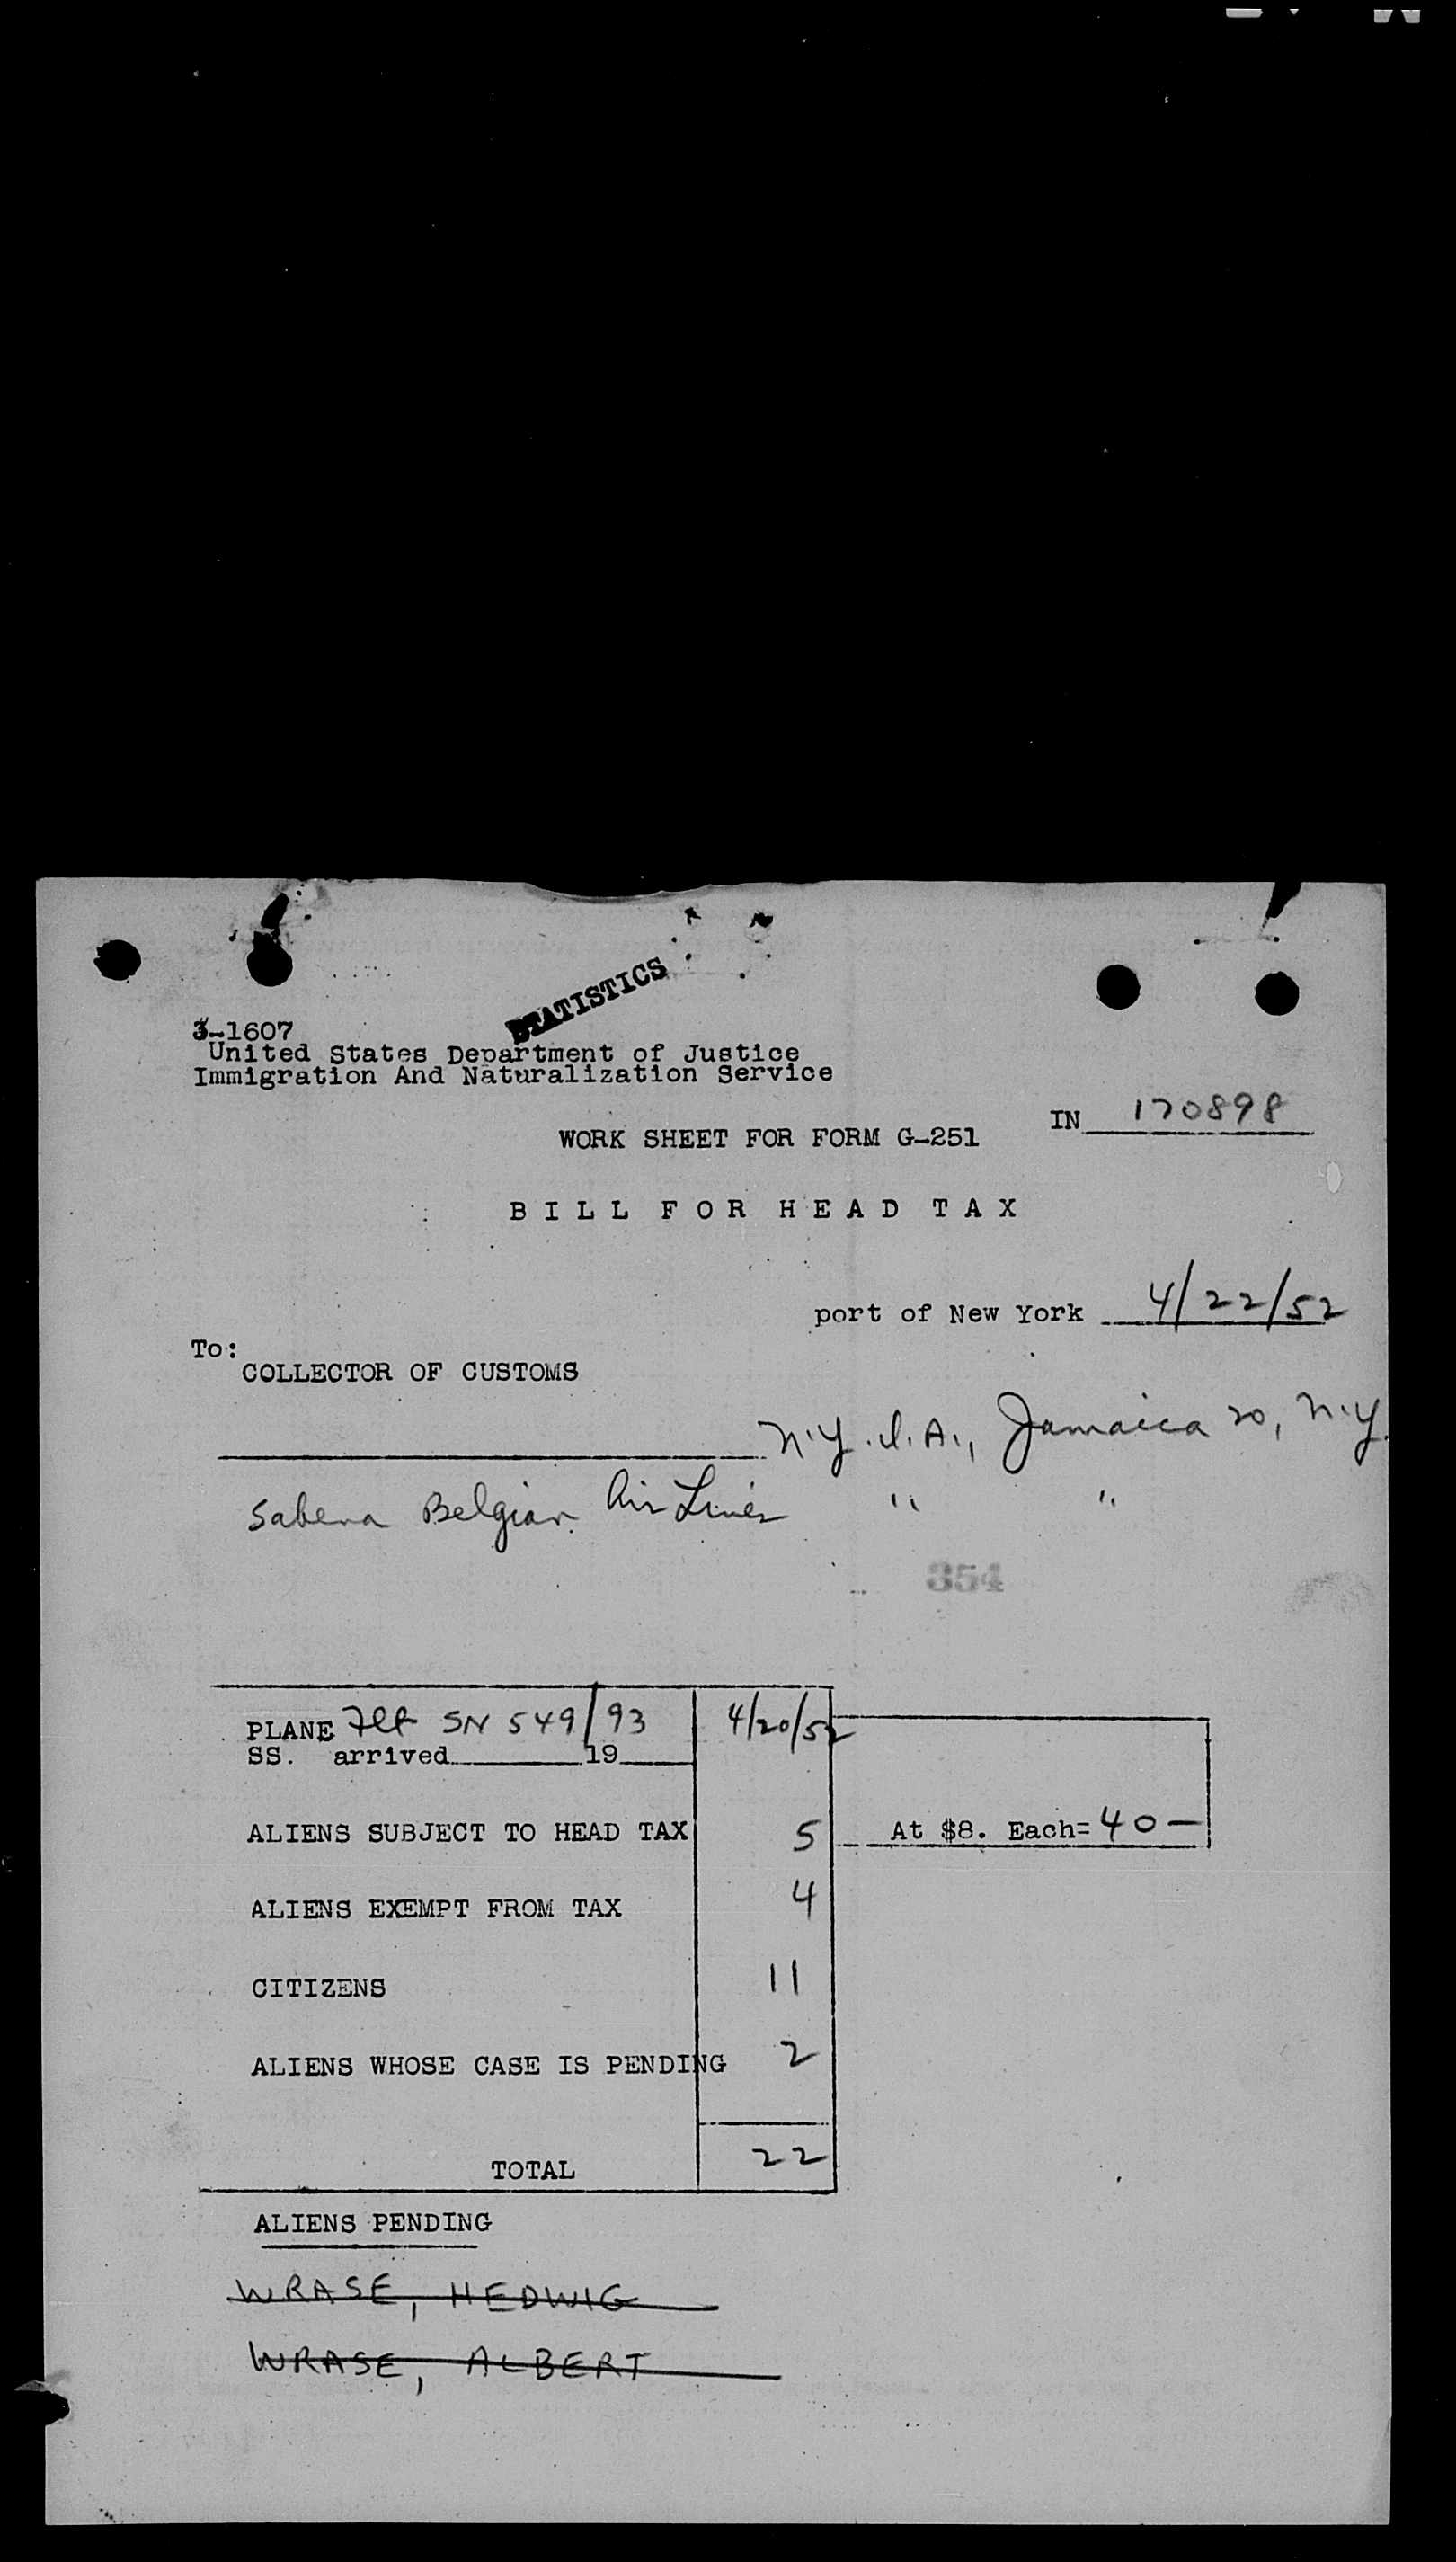 STATISTICS
3-1607
United States Department of Justice
Immigration And Naturalization Service
IN 170898
WORK SHEET FOR FORM G-251
BILL FOR HEAD TAX
port of New York 4/22/52
To:
COLLECTOR OF CUSTOMS
N.Y.I.A., Jamaica 20, N.Y.
Sabena Belgian Air Lines " "
354
PLANE Flt SN 549/93 4/20/52
SS. arrived 19
ALIENS SUBJECT TO HEAD TAX 5 At $8. Each= 40 —
ALIENS EXEMPT FROM TAX 4
CITIZENS 11
ALIENS WHOSE CASE IS PENDING 2
TOTAL 22
ALIENS PENDING
WRASE, HEDWIG
WRASE, ALBERT